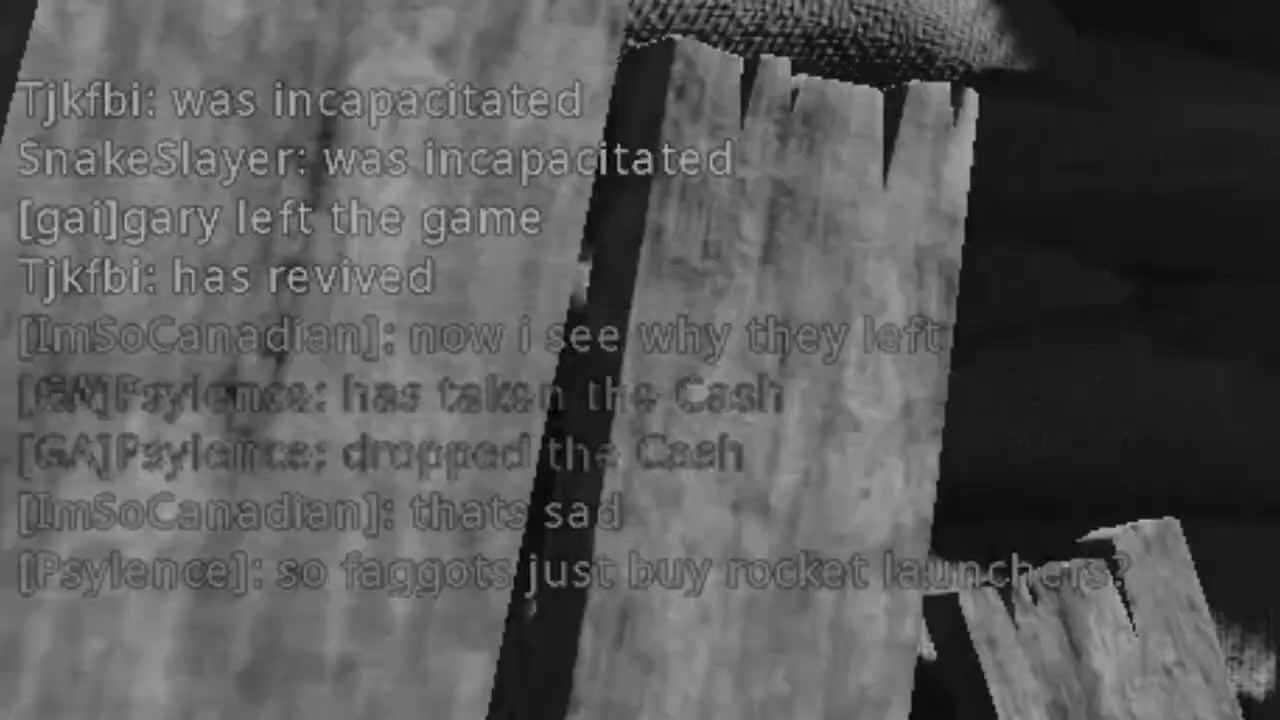 Tjkfbi: was incapacitated
SnakeSlayer: was incapacitated
[gai]gary left the game
Tjkfbi: has revived
[ImSoCanadian]: now i see why they left
[GA]Psylence: has taken the Cash
[GA]Psylence: dropped the Cash
[ImSoCanadian]: thats sad
[Psylence]: so faggots just buy rocket launchers?